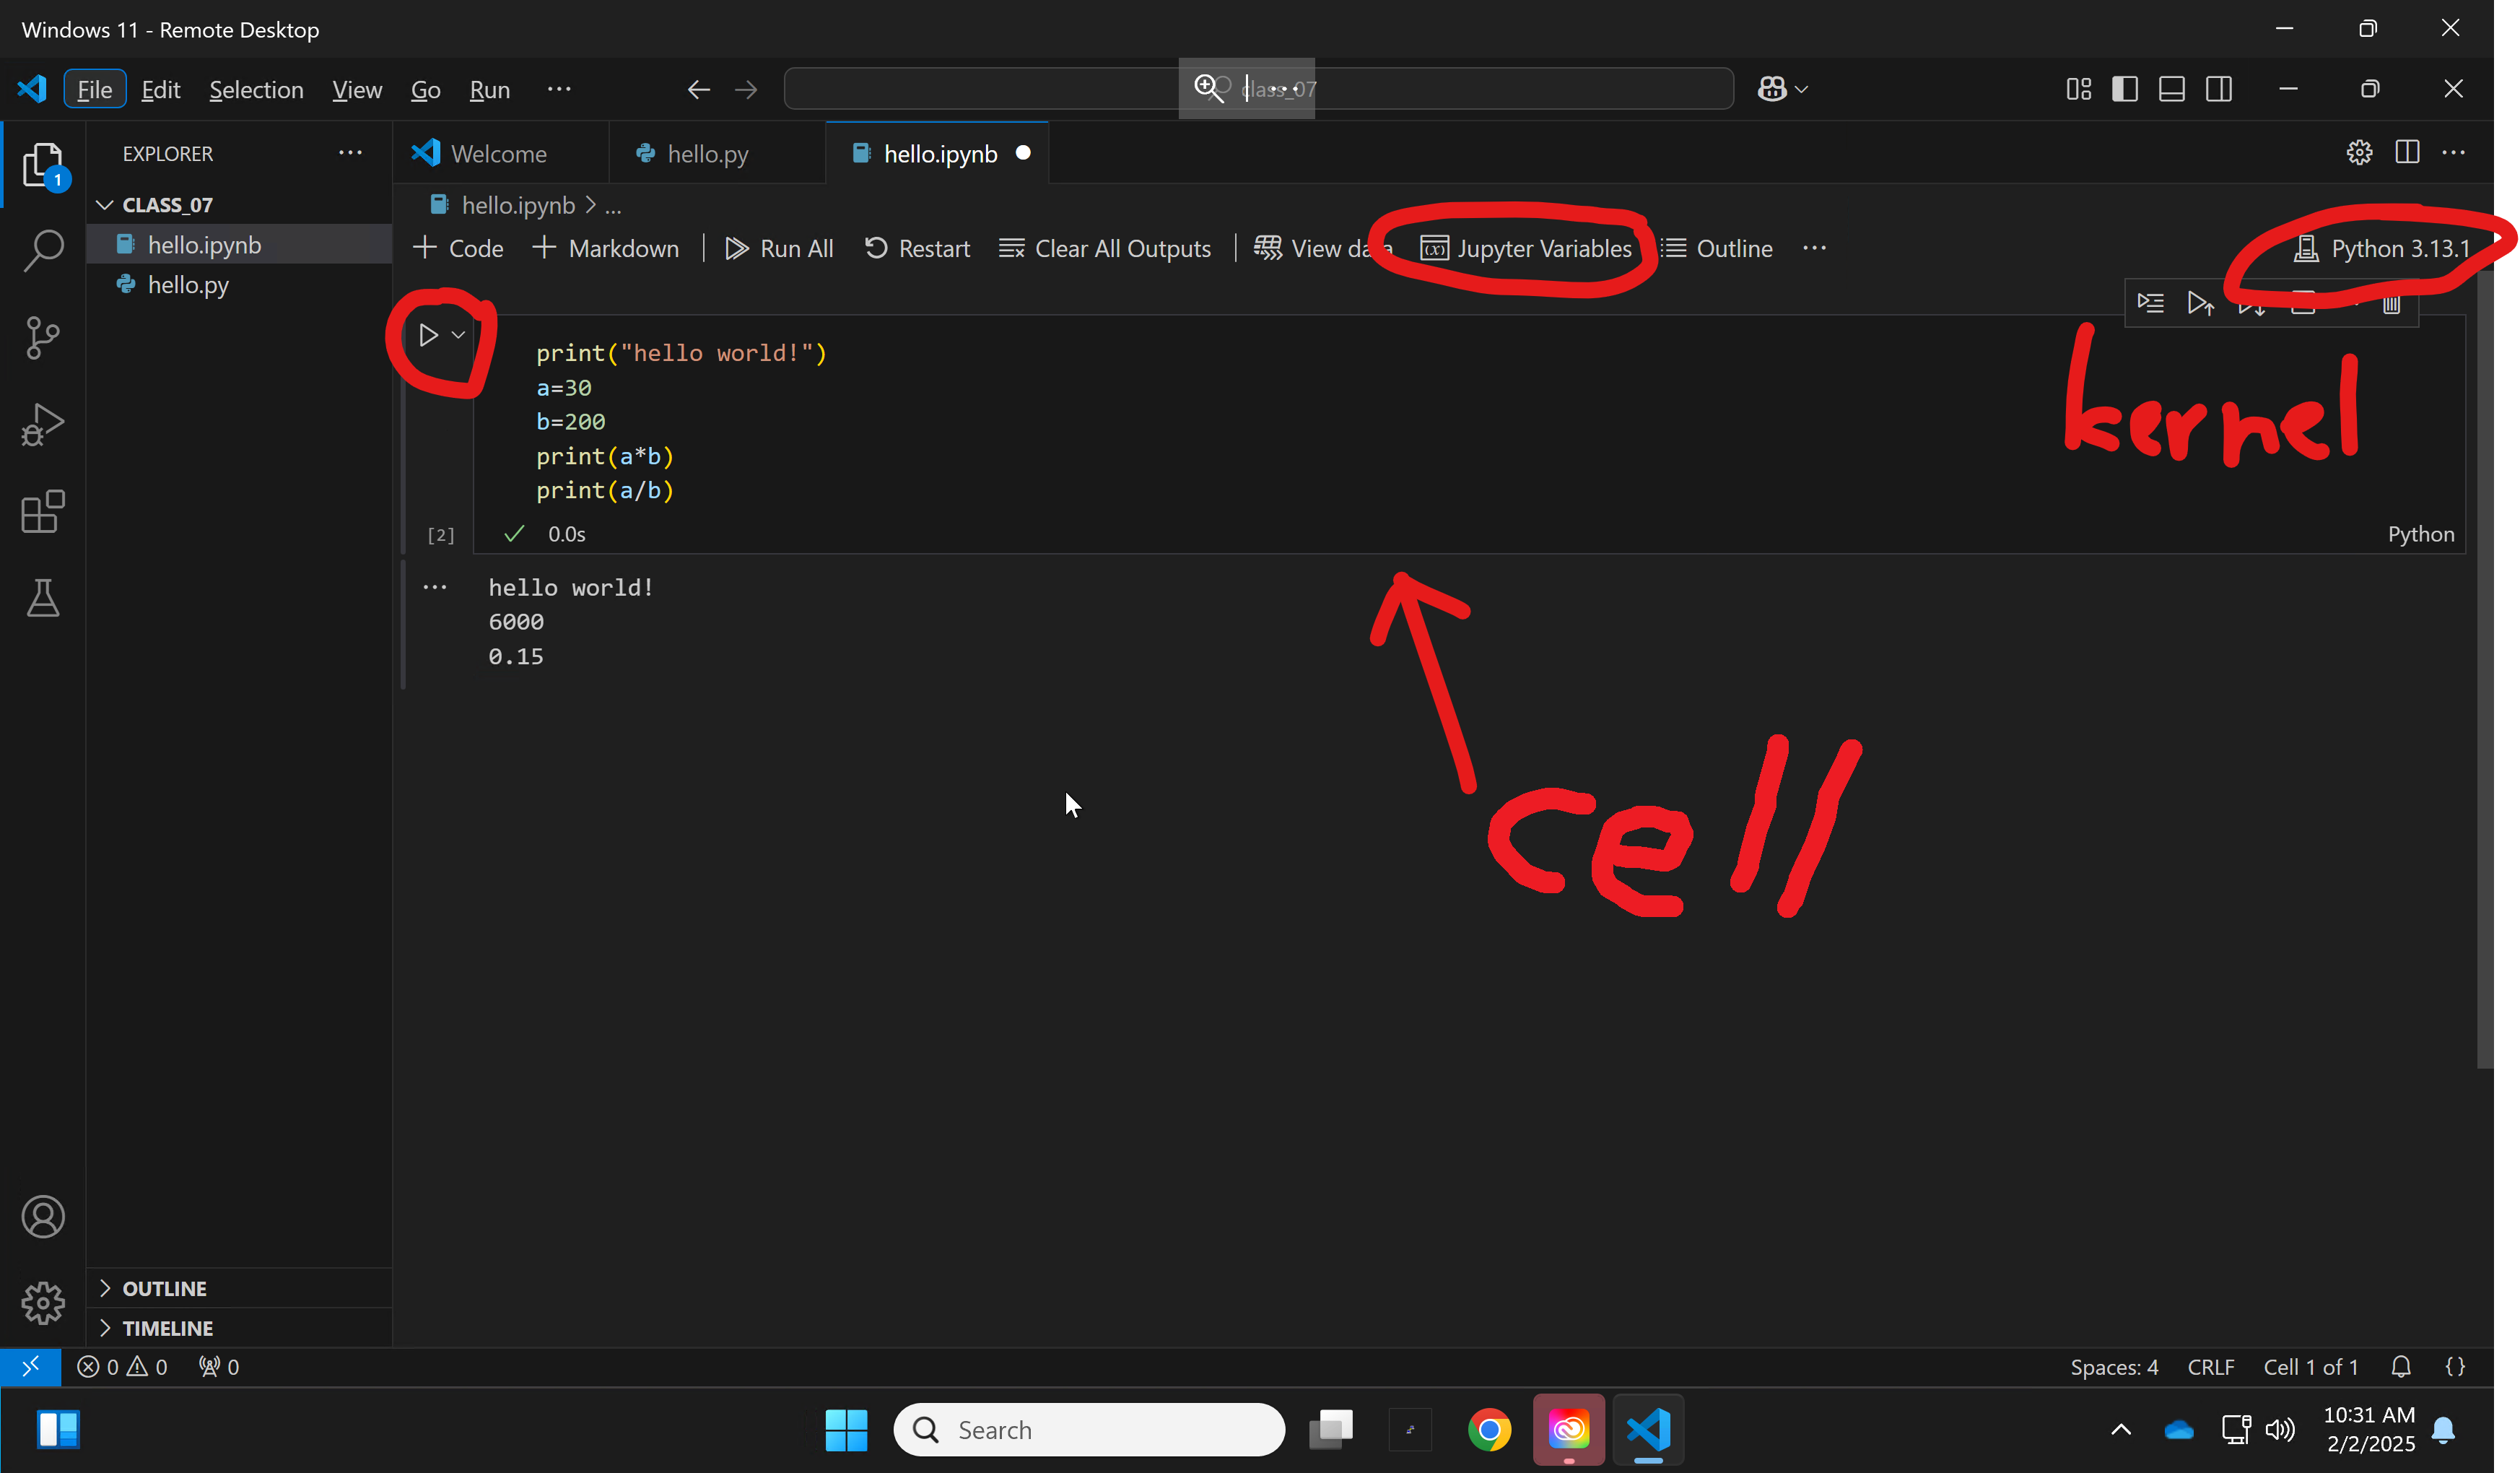 Windows 11 - Remote Desktop
File Edit Selection View Go Run ··· class_07
EXPLORER
Welcome hello.py hello.ipynb
CLASS_07
hello.ipynb > ...
hello.ipynb
hello.py
Code Markdown Run All Restart Clear All Outputs View data Jupyter Variables Outline ··· Python 3.13.1
kernel
print("hello world!")
a=30
b=200
print(a*b)
print(a/b)
[2] 0.0s Python
hello world!
6000
0.15
cell
OUTLINE
TIMELINE
0 0 0 Spaces: 4 CRLF Cell 1 of 1 {}
Search
10:31 AM
2/2/2025
1